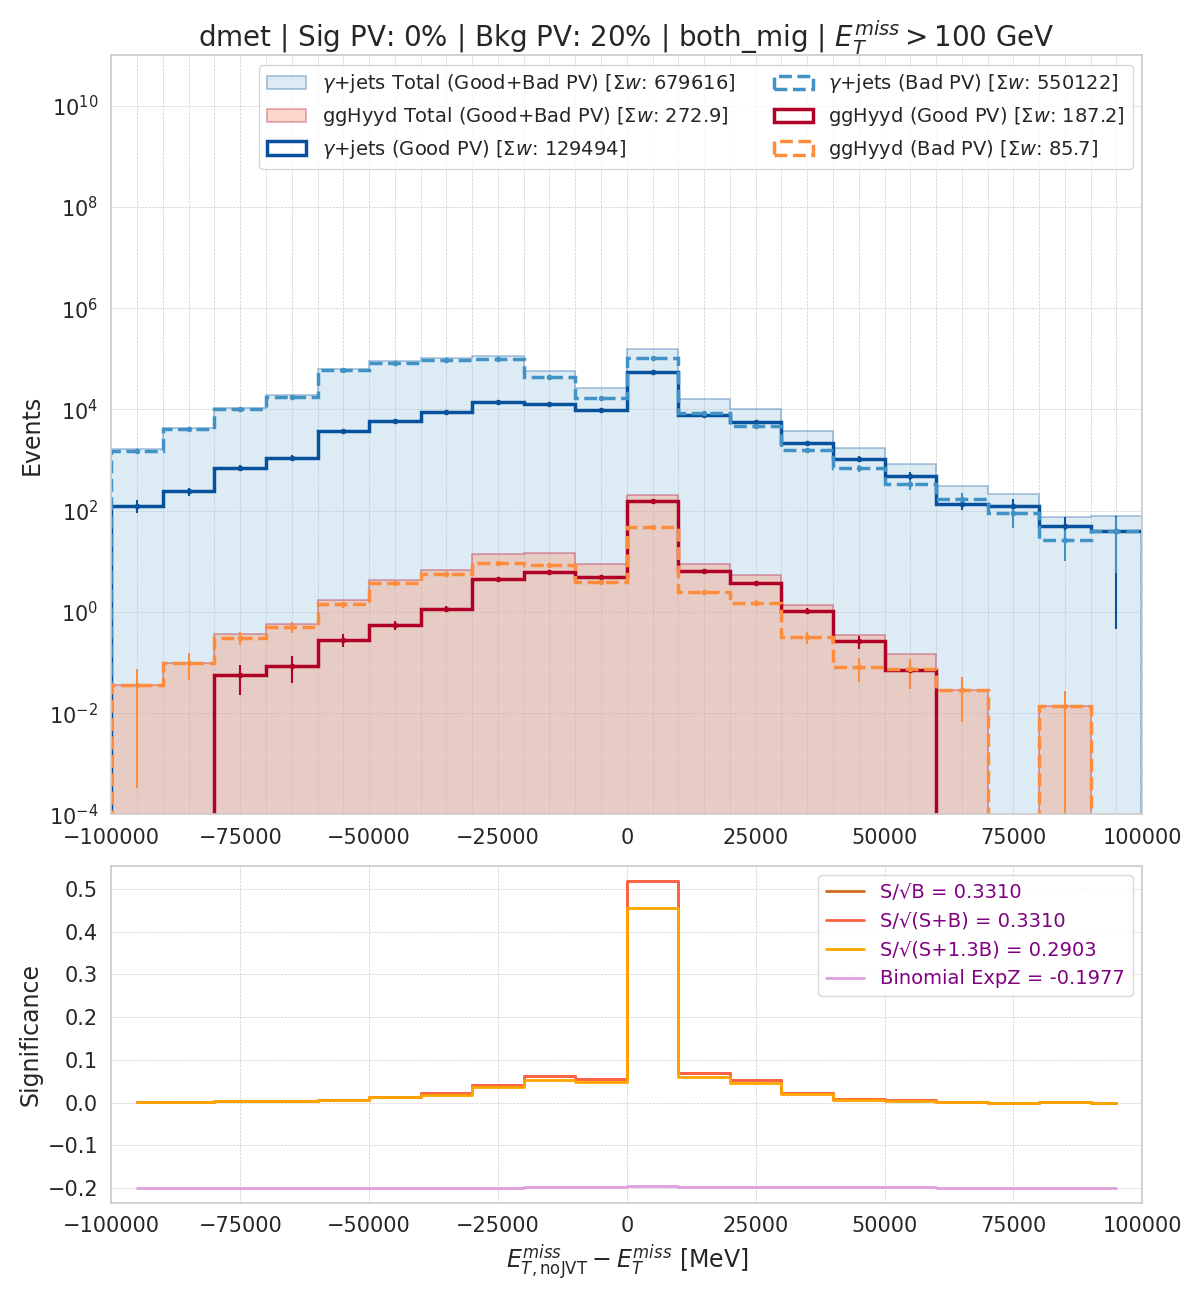 dmet | Sig PV: 0% | Bkg PV: 20% | both_mig | $E_T^{miss} > 100$ GeV
γ+jets Total (Good+Bad PV) [Σw: 679616]
ggHyyd Total (Good+Bad PV) [Σw: 272.9]
γ+jets (Good PV) [Σw: 129494]
γ+jets (Bad PV) [Σw: 550122]
ggHyyd (Good PV) [Σw: 187.2]
ggHyyd (Bad PV) [Σw: 85.7]
Events
10^{10}
10^{8}
10^{6}
10^{4}
10^{2}
10^{0}
10^{−2}
10^{−4}
−100000 −75000 −50000 −25000 0 25000 50000 75000 100000
S/√B = 0.3310
S/√(S+B) = 0.3310
S/√(S+1.3B) = 0.2903
Binomial ExpZ = -0.1977
Significance
0.5
0.4
0.3
0.2
0.1
0.0
−0.1
−0.2
−100000 −75000 −50000 −25000 0 25000 50000 75000 100000
$E_{T,noJVT}^{miss} − E_T^{miss}$ [MeV]